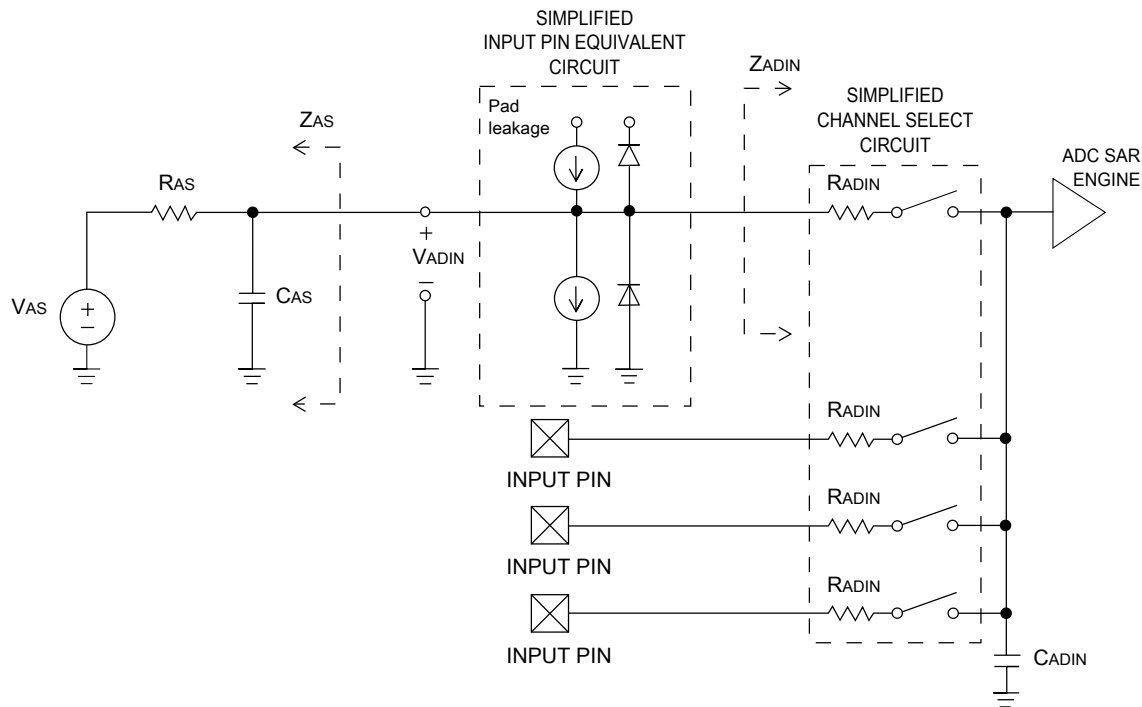 SIMPLIFIED
INPUT PIN EQUIVALENT
CIRCUIT
Pad
leakage
ZAS
RAS
VAS
+
-
CAS
+
VADIN
-
ZADIN
SIMPLIFIED
CHANNEL SELECT
CIRCUIT
RADIN
ADC SAR
ENGINE
INPUT PIN
RADIN
INPUT PIN
RADIN
INPUT PIN
RADIN
CADIN